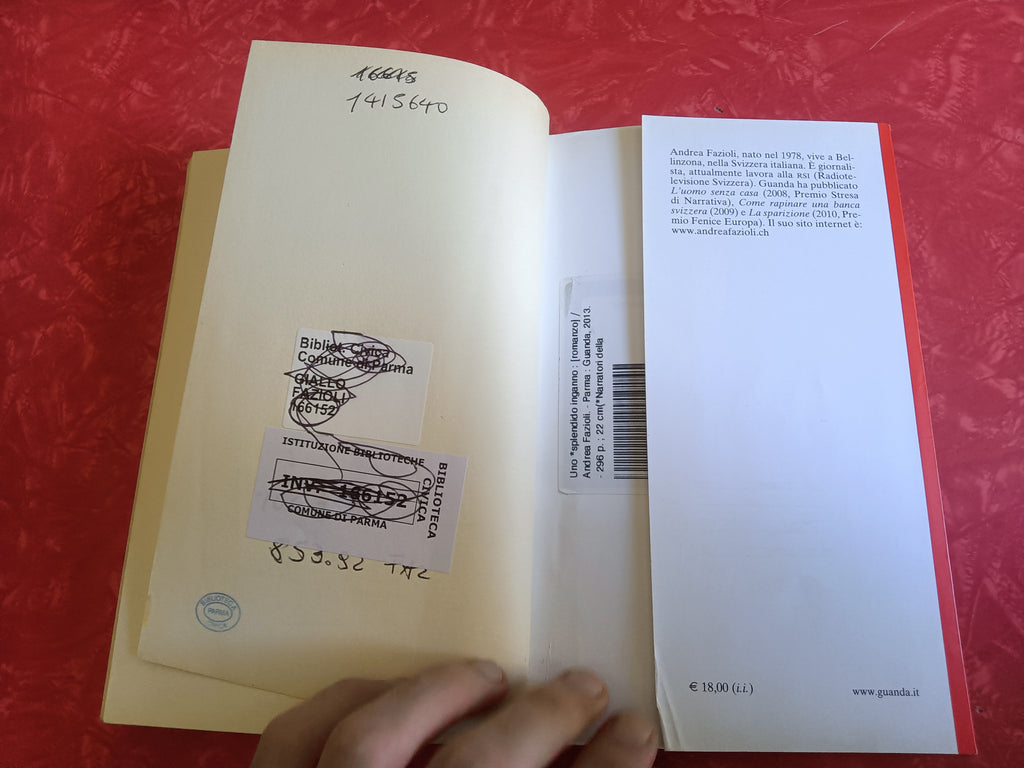 1415640
Bibliot. Civica
Comune di Parma
GIALLO
FAZIOLI
166152
ISTITUZIONE BIBLIOTECHE
BIBLIOTECA
CIVICA
INV. 166152
COMUNE DI PARMA
BIBLIOTECA
PARMA
CIVICA
Uno *splendido inganno : [romanzo] /
Andrea Fazioli. - Parma : Guanda, 2013.
- 296 p. ; 22 cm(*Narratori della
Andrea Fazioli, nato nel 1978, vive a Bel-
linzona, nella Svizzera italiana. È giornali-
sta, attualmente lavora alla RSI (Radiote-
levisione Svizzera). Guanda ha pubblicato
L'uomo senza casa (2008, Premio Stresa
di Narrativa), Come rapinare una banca
svizzera (2009) e La sparizione (2010, Pre-
mio Fenice Europa). Il suo sito internet è:
www.andreafazioli.ch
€ 18,00 (i.i.)
www.guanda.it